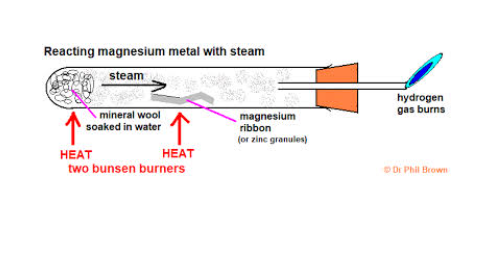 Reacting magnesium metal with steam
steam
mineral wool
soaked in water
magnesium
ribbon
(or zinc granules)
hydrogen
gas burns
HEAT
HEAT
two bunsen burners
© Dr Phil Brown